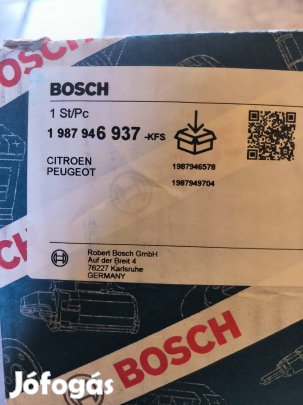 BOSCH
BOSCH
1 St/Pc
1 987 946 937 -KFS
CITROEN
PEUGEOT
1987946578
1987949704
Robert Bosch GmbH
Auf der Breit 4
76227 Karlsruhe
GERMANY
BOSCH
Jófogás